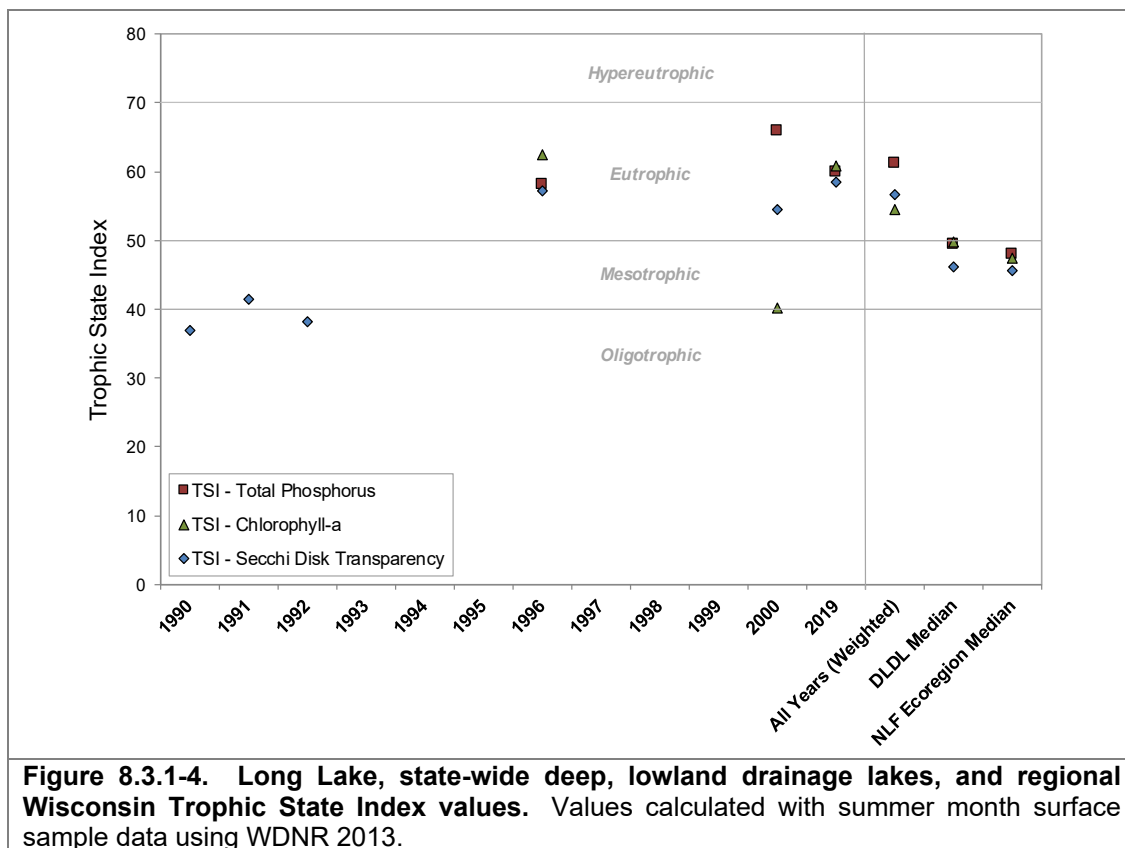 80
70
60
50
40
30
20
10
0
Trophic State Index
Hypereutrophic
Eutrophic
Mesotrophic
Oligotrophic
TSI - Total Phosphorus
TSI - Chlorophyll-a
TSI - Secchi Disk Transparency
1990
1991
1992
1993
1994
1995
1996
1997
1998
1999
2000
2019
All Years (Weighted)
DLDL Median
NLF Ecoregion Median
Figure 8.3.1-4. Long Lake, state-wide deep, lowland drainage lakes, and regional
Wisconsin Trophic State Index values. Values calculated with summer month surface
sample data using WDNR 2013.